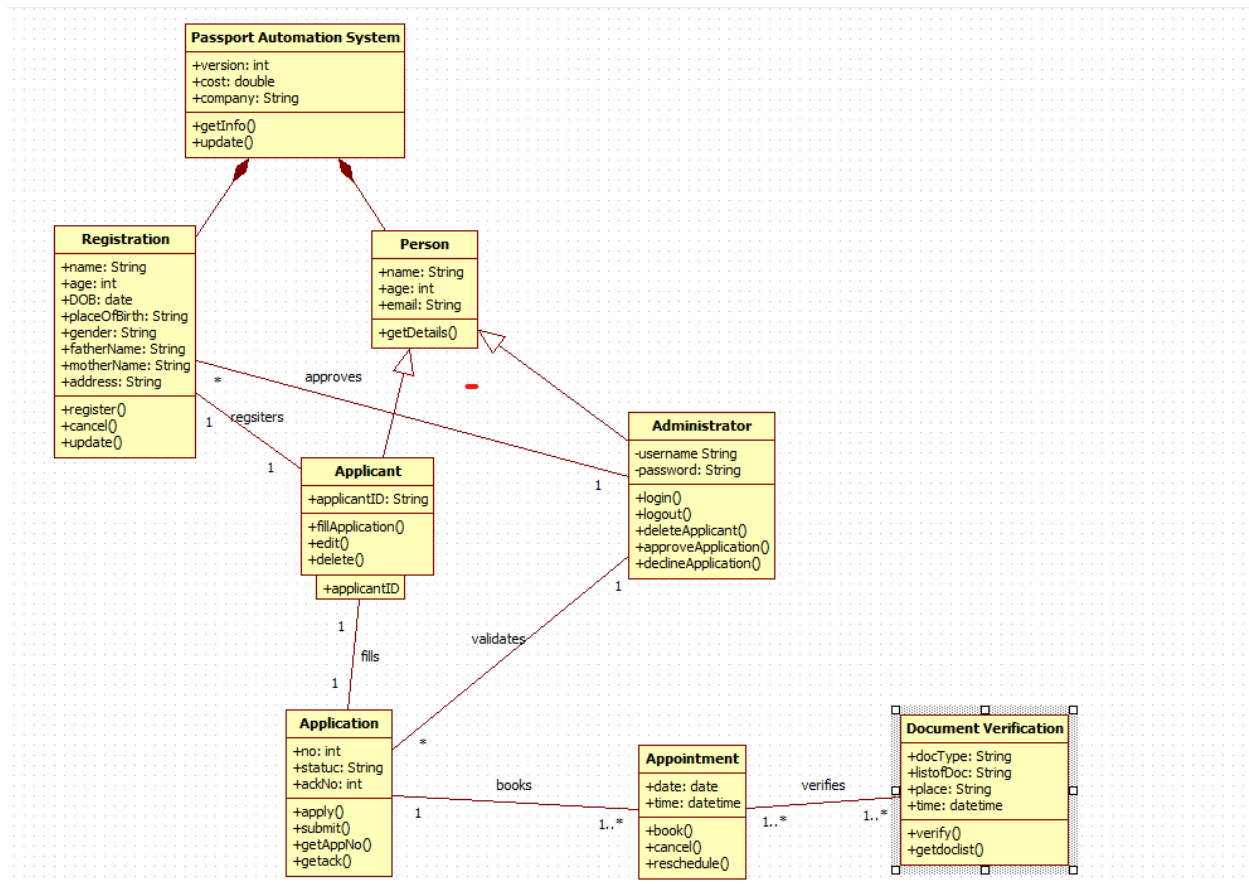 Passport Automation System
+version: int
+cost: double
+company: String
+getInfo()
+update()
Registration
+name: String
+age: int
+DOB: date
+placeOfBirth: String
+gender: String
+fatherName: String
+motherName: String
+address: String
+register()
+cancel()
+update()
Person
+name: String
+age: int
+email: String
+getDetails()
approves
*
1
regsiters
1
1
Administrator
-username String
-password: String
+login()
+logout()
+deleteApplicant()
+approveApplication()
+declineApplication()
Applicant
+applicantID: String
+fillApplication()
+edit()
+delete()
+applicantID
1
fills
1
1
validates
*
Application
+no: int
+statuc: String
+ackNo: int
+apply()
+submit()
+getAppNo()
+getack()
books
1
1..*
Appointment
+date: date
+time: datetime
+book()
+cancel()
+reschedule()
verifies
1..*
1..*
Document Verification
+docType: String
+listofDoc: String
+place: String
+time: datetime
+verify()
+getdoclist()